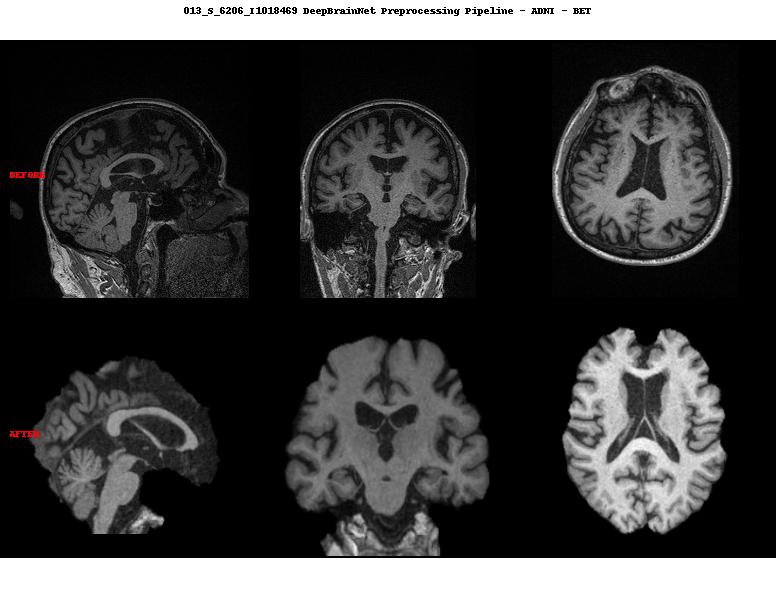 013_S_6206_I1018469 DeepBrainNet Preprocessing Pipeline - ADNI - BET
BEFORE
AFTER